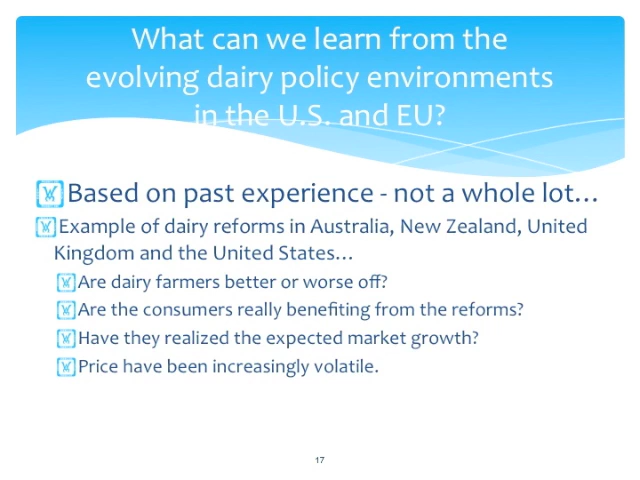 What can we learn from the
evolving dairy policy environments
in the U.S. and EU?
Based on past experience - not a whole lot...
Example of dairy reforms in Australia, New Zealand, United
Kingdom and the United States...
Are dairy farmers better or worse off?
Are the consumers really benefiting from the reforms?
Have they realized the expected market growth?
Price have been increasingly volatile.
17